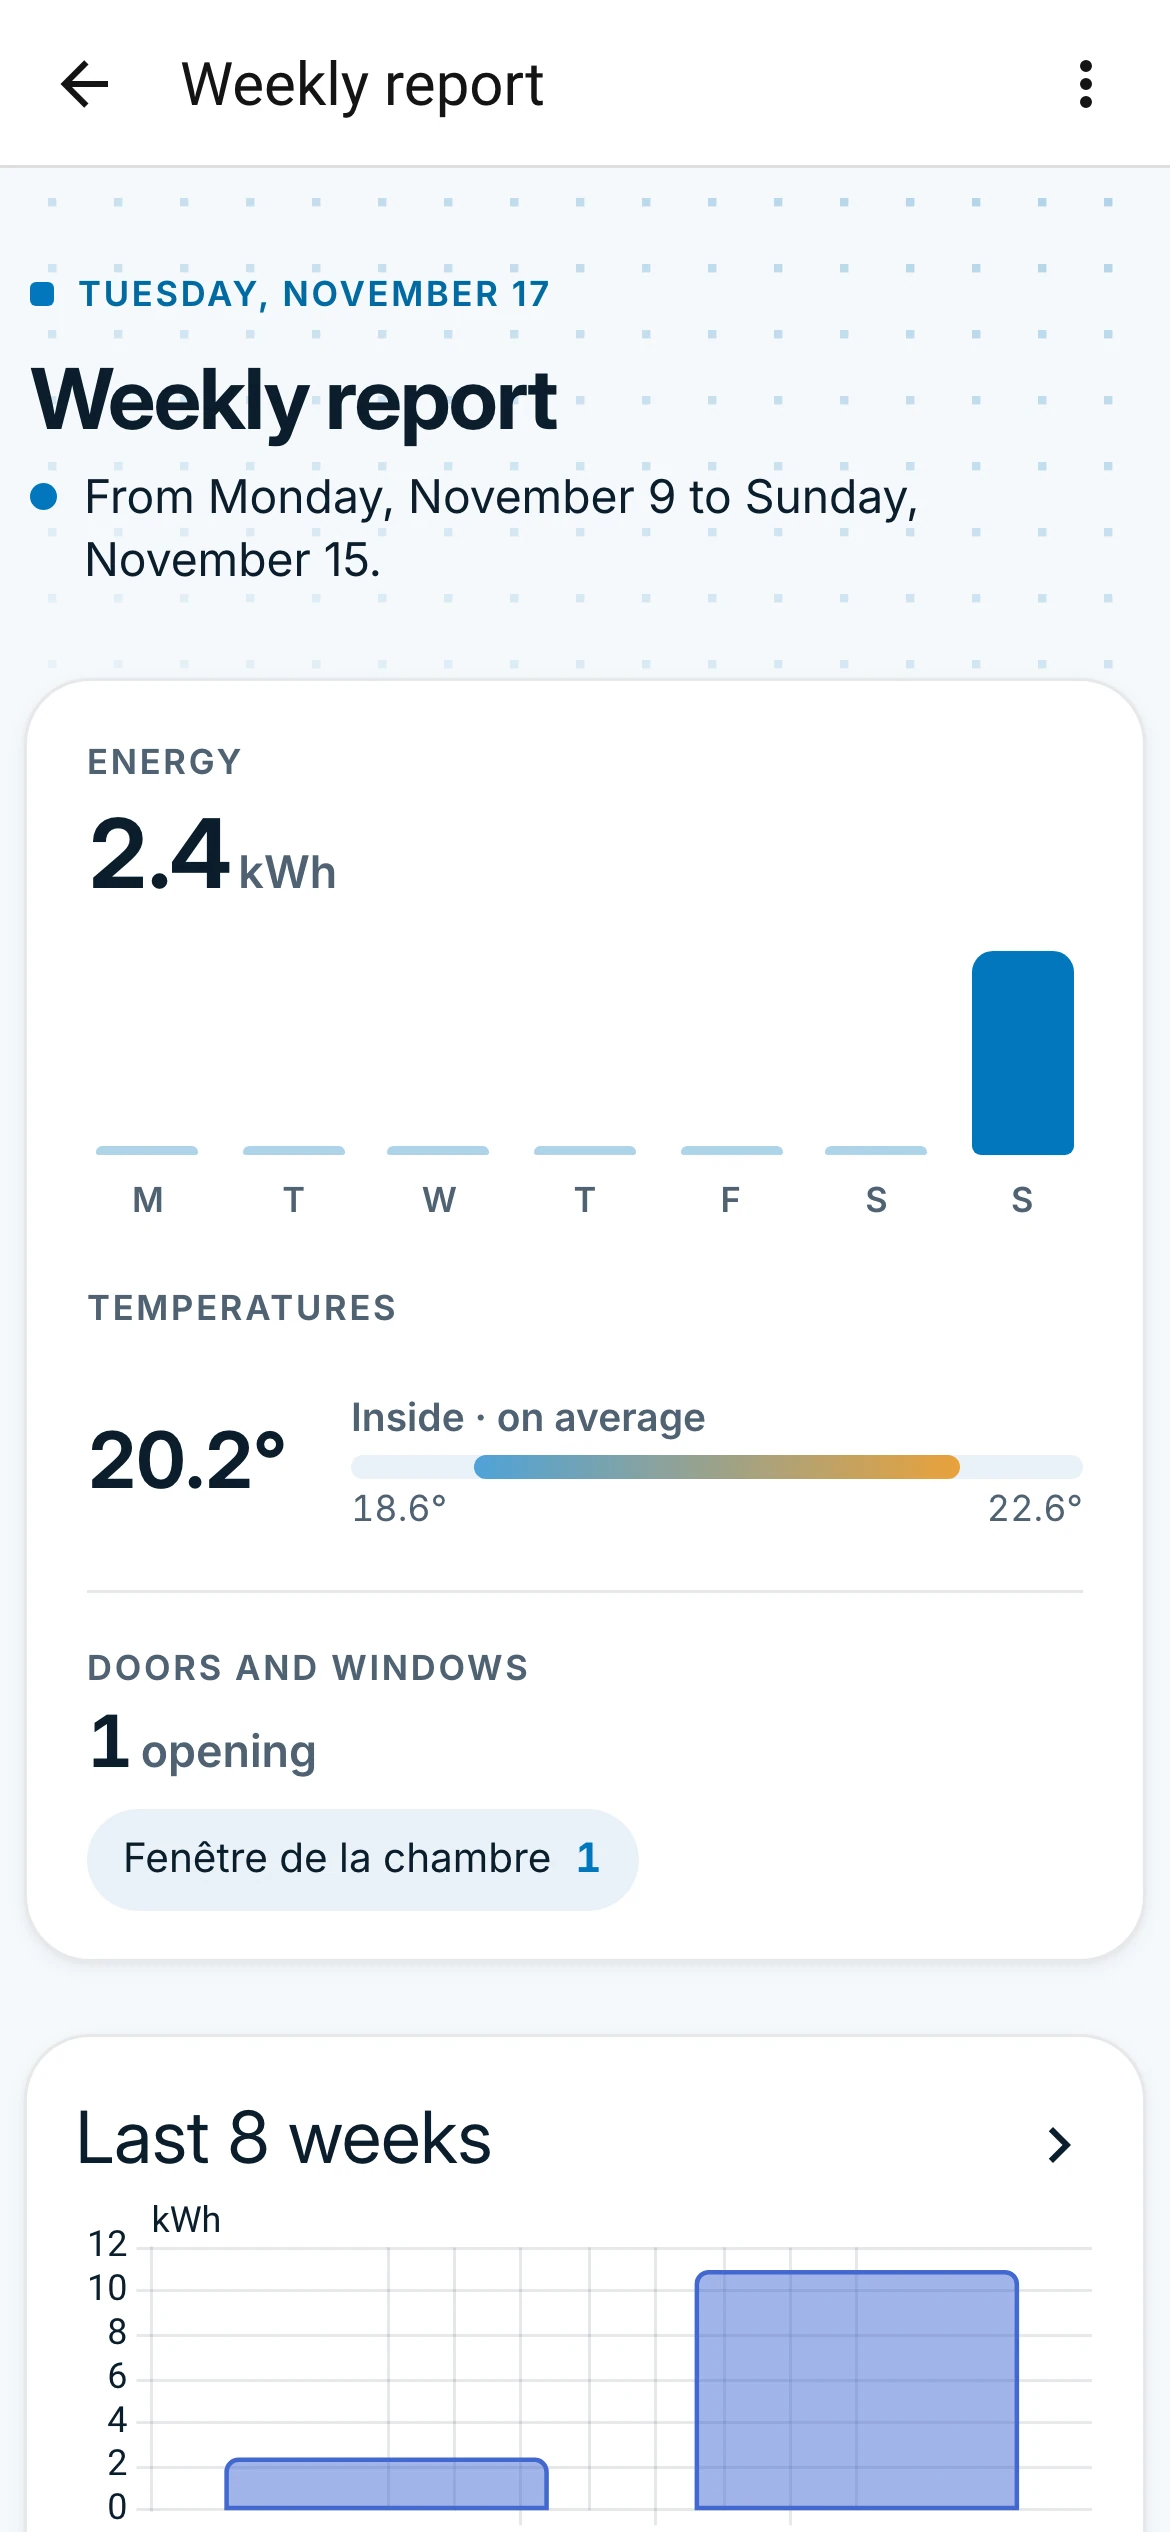 Weekly report
TUESDAY, NOVEMBER 17
Weekly report
From Monday, November 9 to Sunday,
November 15.
ENERGY
2.4 kWh
M T W T F S S
TEMPERATURES
Inside · on average
20.2°
18.6° 22.6°
DOORS AND WINDOWS
1 opening
Fenêtre de la chambre 1
Last 8 weeks
kWh
12
10
8
6
4
2
0